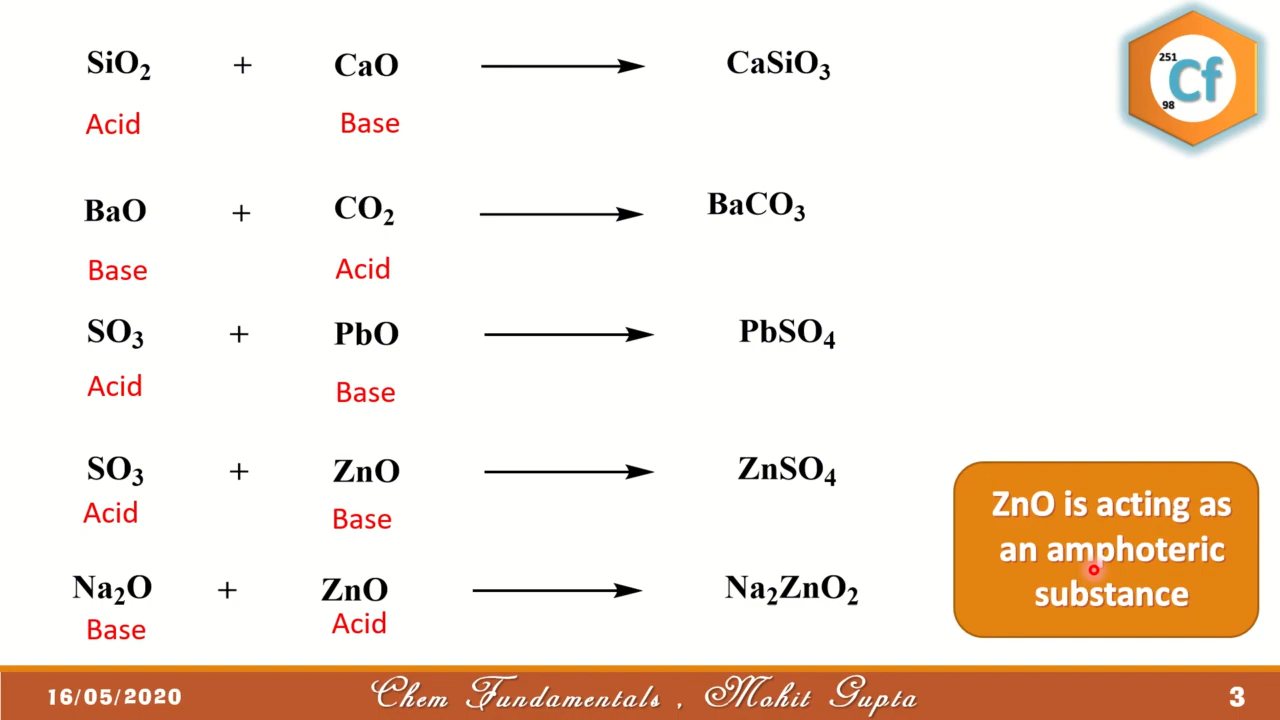 SiO₂ + CaO → CaSiO₃
Acid Base
BaO + CO₂ → BaCO₃
Base Acid
SO₃ + PbO → PbSO₄
Acid Base
SO₃ + ZnO → ZnSO₄
Acid Base
Na₂O + ZnO → Na₂ZnO₂
Base Acid
251
Cf
98
ZnO is acting as
an amphoteric
substance
16/05/2020 Chem Fundamentals , Mohit Gupta 3